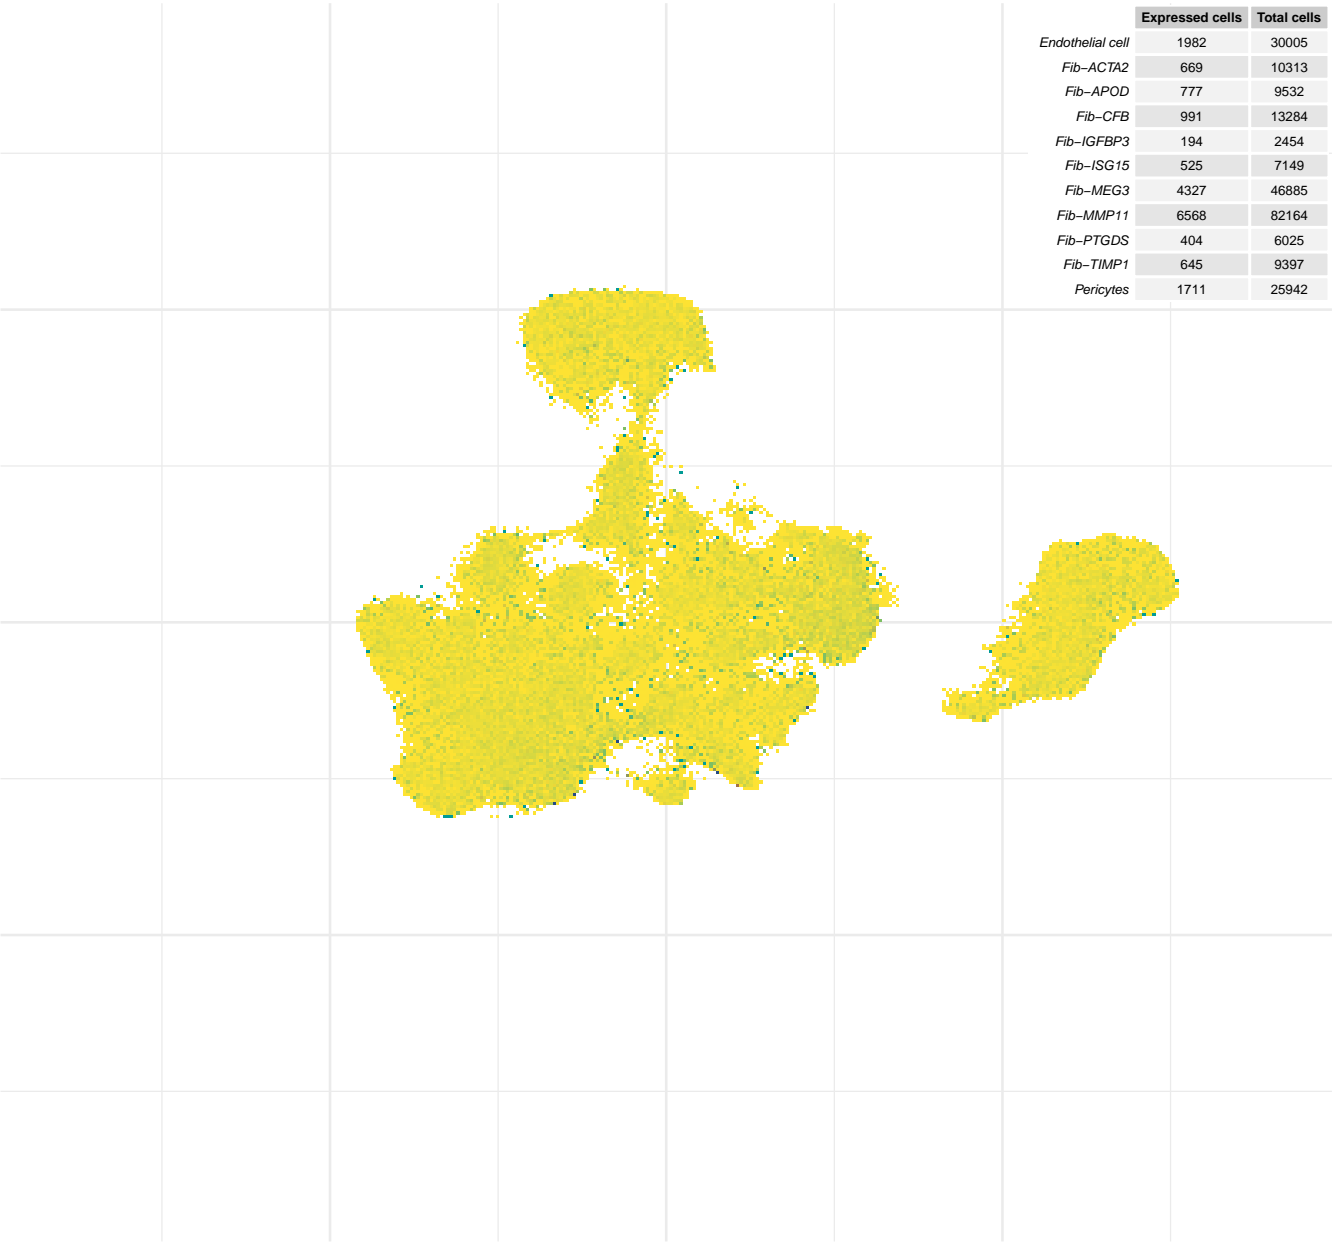 Expressed cells Total cells
Endothelial cell 1982 30005
Fib−ACTA2 669 10313
Fib−APOD 777 9532
Fib−CFB 991 13284
Fib−IGFBP3 194 2454
Fib−ISG15 525 7149
Fib−MEG3 4327 46885
Fib−MMP11 6568 82164
Fib−PTGDS 404 6025
Fib−TIMP1 645 9397
Pericytes 1711 25942